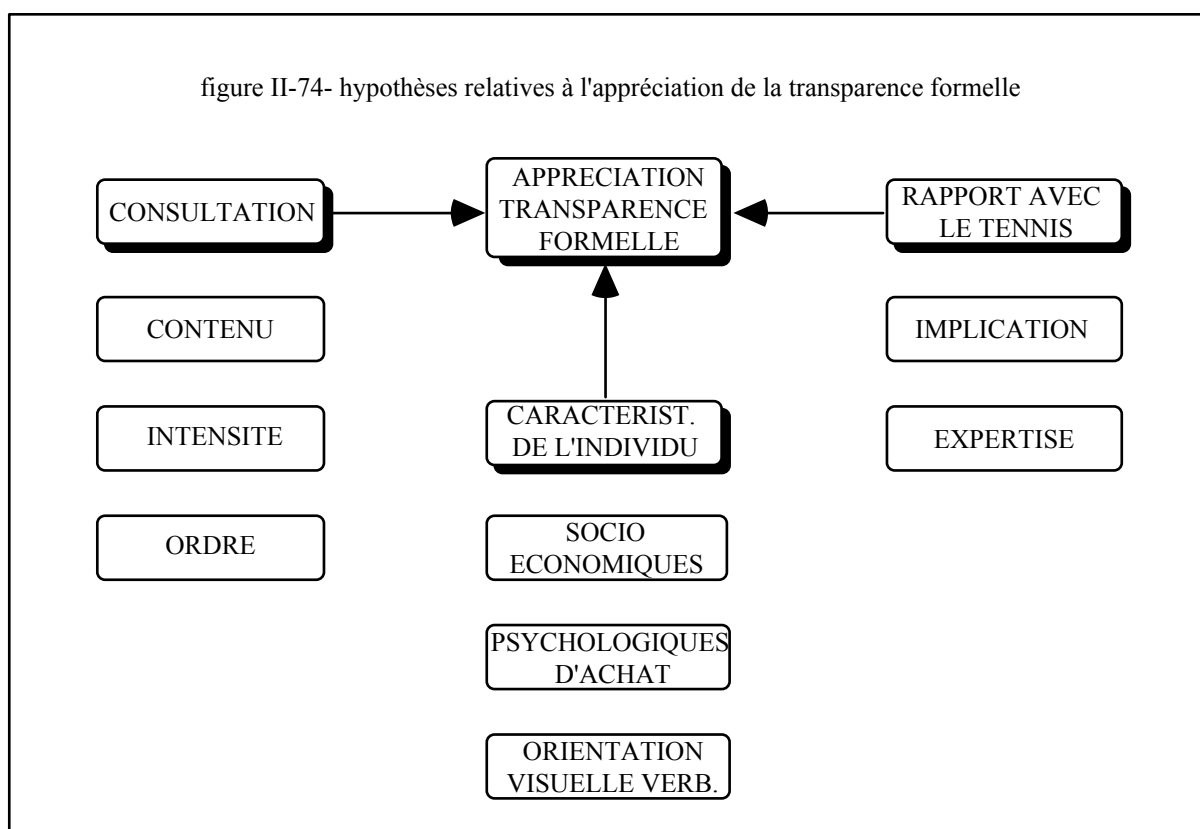 figure II-74- hypothèses relatives à l'appréciation de la transparence formelle
CONSULTATION
APPRECIATION
TRANSPARENCE
FORMELLE
RAPPORT AVEC
LE TENNIS
CONTENU
IMPLICATION
INTENSITE
CARACTERIST.
DE L'INDIVIDU
EXPERTISE
ORDRE
SOCIO
ECONOMIQUES
PSYCHOLOGIQUES
D'ACHAT
ORIENTATION
VISUELLE VERB.